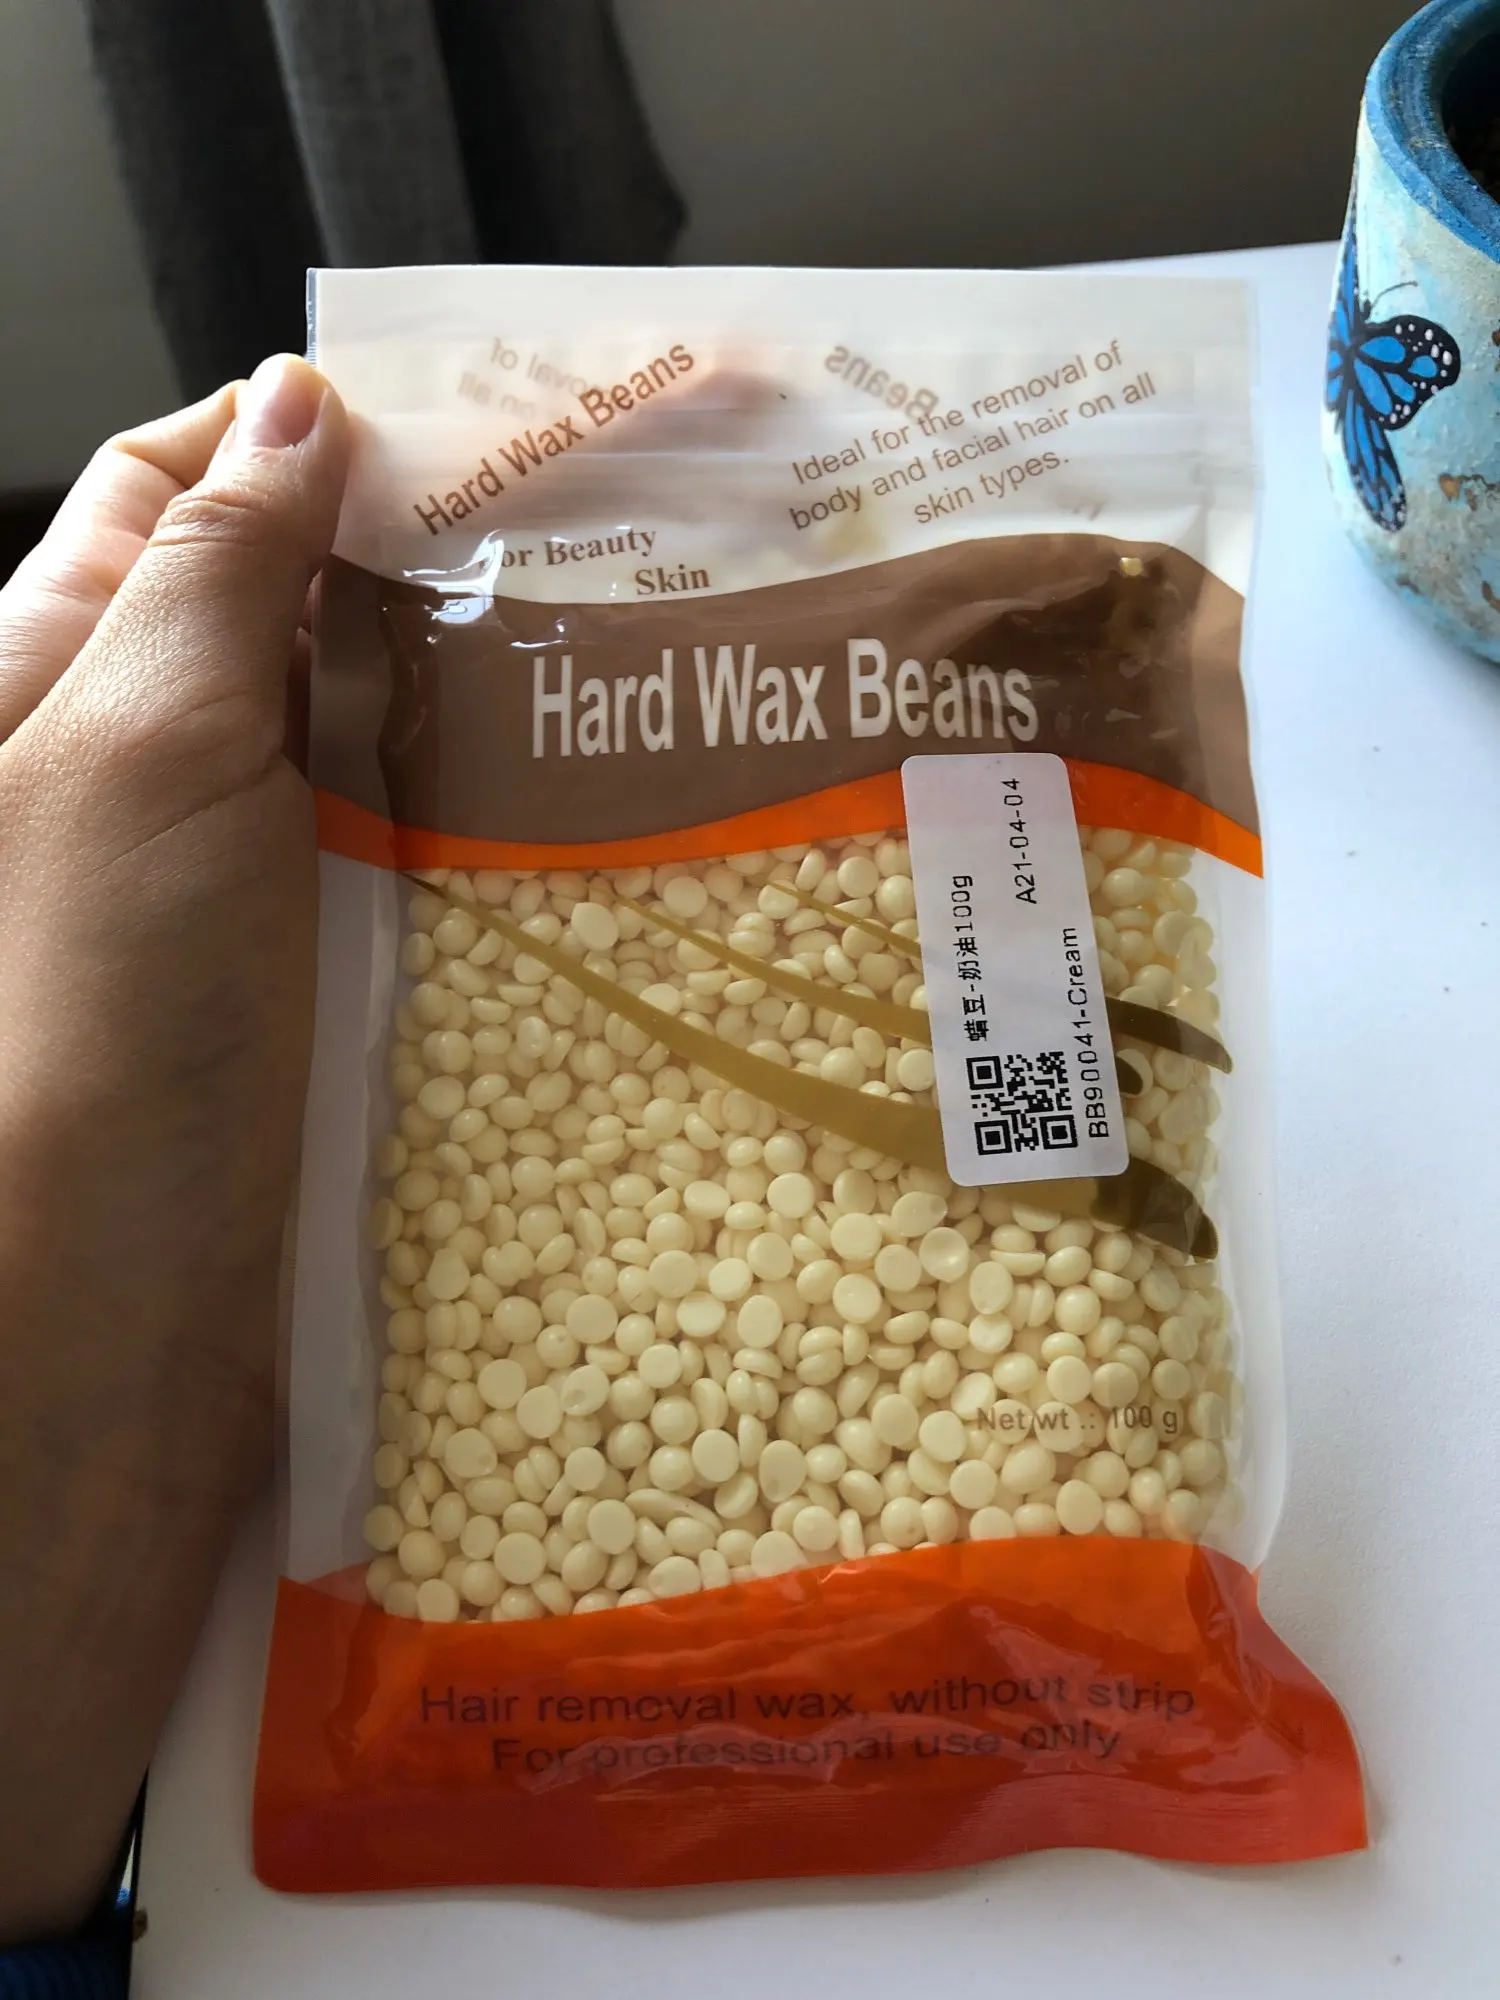 Hard Wax Beans
Ideal for the removal of
body and facial hair on all
skin types.
or Beauty
Skin
Hard Wax Beans
蜡豆-奶油100g
A21-04-04
BB90041-Cream
Net wt .: 100 g
Hair removal wax, without strip
For professional use only